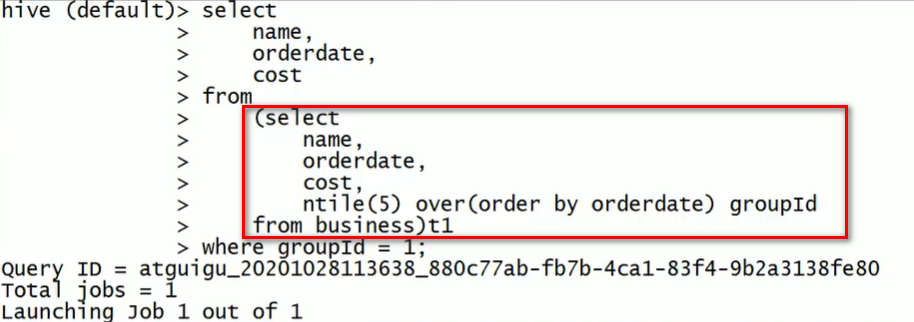 hive (default)> select
> name,
> orderdate,
> cost
> from
> (select
> name,
> orderdate,
> cost,
> ntile(5) over(order by orderdate) groupId
> from business)t1
> where groupId = 1;
Query ID = atguigu_20201028113638_880c77ab-fb7b-4ca1-83f4-9b2a3138fe80
Total jobs = 1
Launching Job 1 out of 1